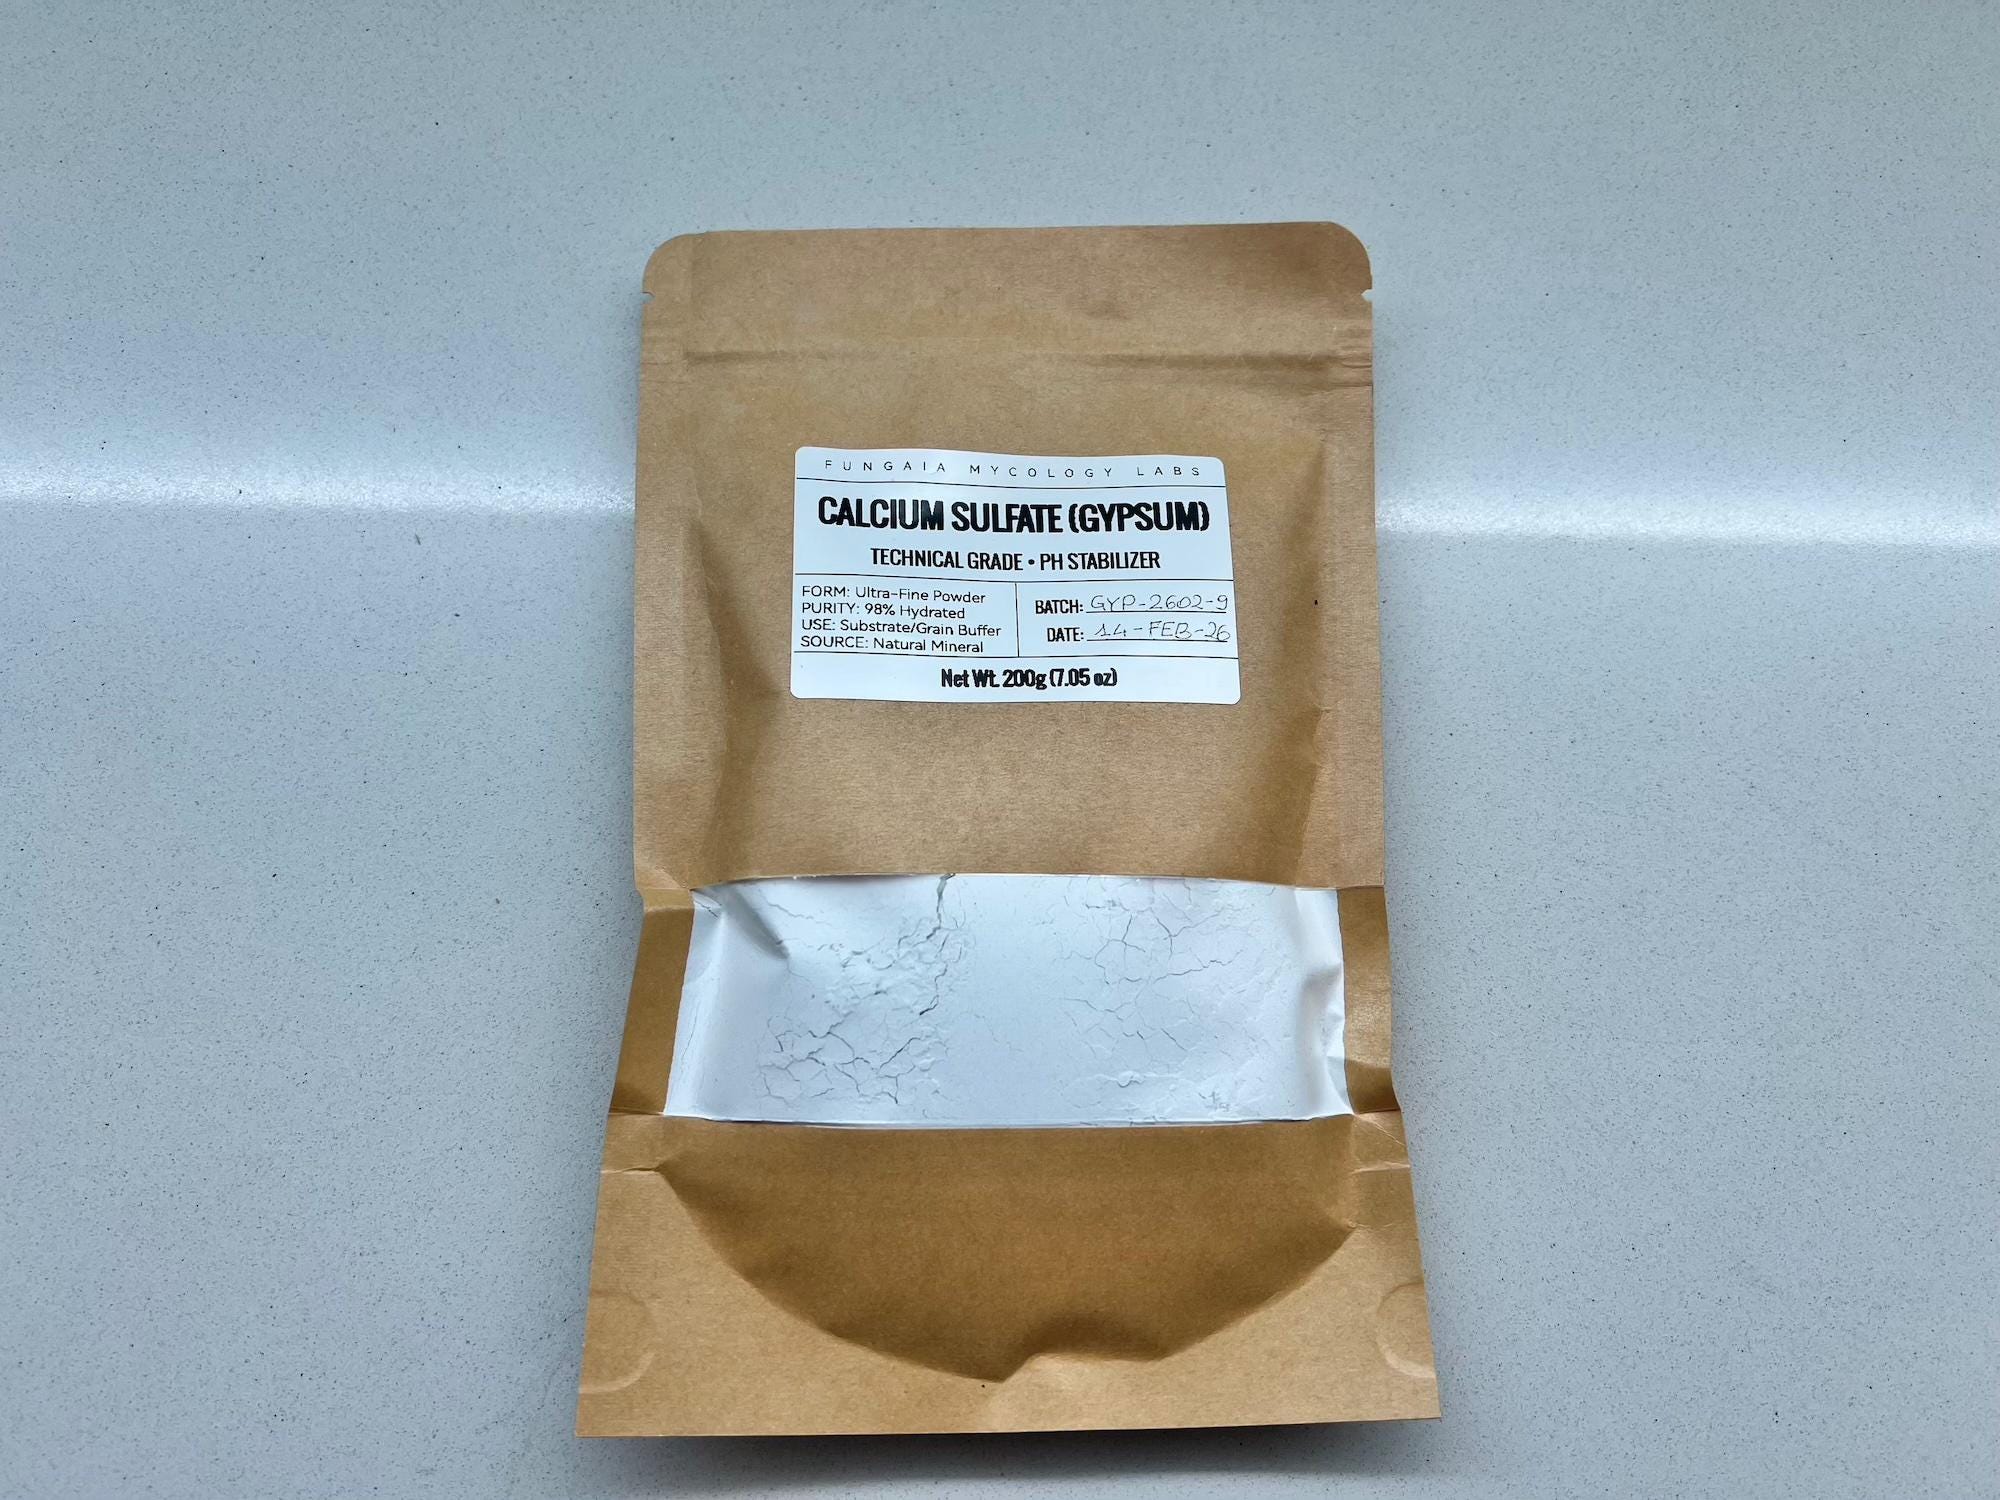 FUNGAIA MYCOLOGY LABS
CALCIUM SULFATE (GYPSUM)
TECHNICAL GRADE • PH STABILIZER
FORM: Ultra-Fine Powder
PURITY: 98% Hydrated
USE: Substrate/Grain Buffer
SOURCE: Natural Mineral
BATCH: GYP-2602-9
DATE: 14-FEB-26
Net Wt. 200g (7.05 oz)